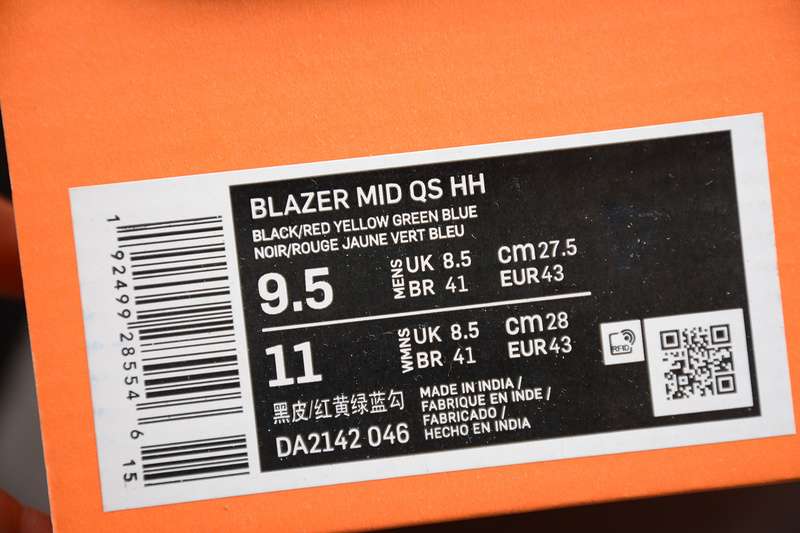 BLAZER MID QS HH
BLACK/RED YELLOW GREEN BLUE
NOIR/ROUGE JAUNE VERT BLEU
9.5
MENS
UK 8.5
BR 41
cm 27.5
EUR 43
11
WMNS
UK 8.5
BR 41
cm 28
EUR 43
黑皮/红黄绿蓝勾
DA2142 046
MADE IN INDIA /
FABRIQUE EN INDE /
FABRICADO /
HECHO EN INDIA
RFID
1 92499 28554 6 15